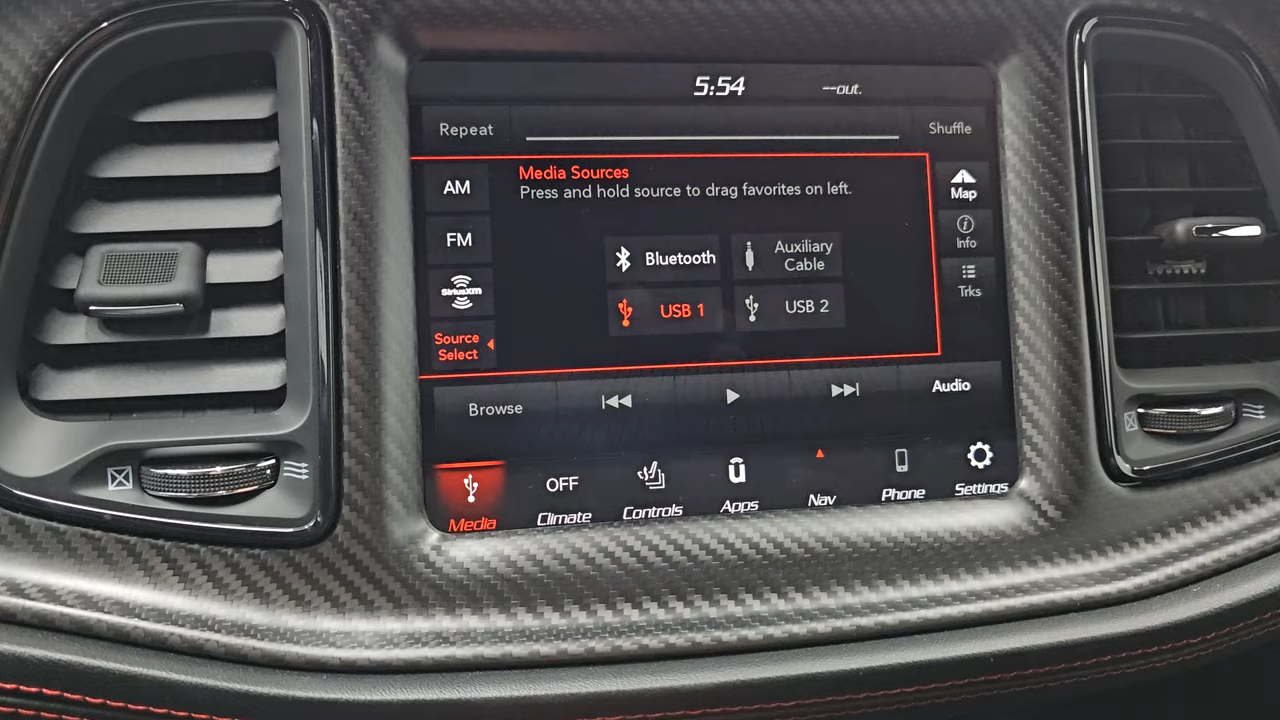 5:54
--out.
Repeat
Shuffle
Media Sources
Press and hold source to drag favorites on left.
AM
FM
SiriusXM
Source
Select
Bluetooth
Auxiliary
Cable
USB 1
USB 2
Map
Info
Trks
Browse
Audio
Media
OFF
Climate
Controls
Apps
Nav
Phone
Settings